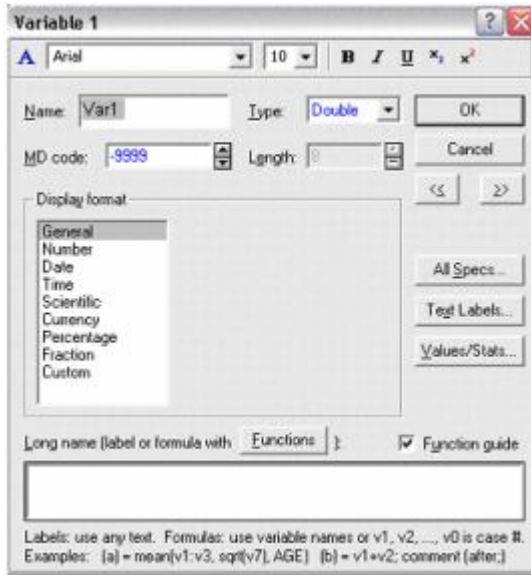 Variable 1
A Arial 10 B I U x₂ x²
Name: Var1 Type: Double OK
MD code: -9999 Length: 8 Cancel
<< >>
Display format
General
Number
Date
Time
Scientific
Currency
Percentage
Fraction
Custom
All Specs...
Text Labels...
Values/Stats...
Long name (label or formula with Functions ): Function guide
Labels: use any text. Formulas: use variable names or v1, v2, ..., v0 is case #.
Examples: (a) = mean(v1:v3, sqrt(v7), AGE) (b) = v1+v2; comment (after;)